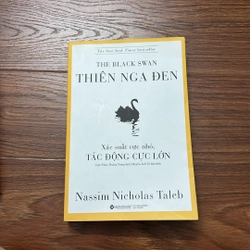 The New York Times bestseller
THE BLACK SWAN
THIÊN NGA ĐEN
Xác suất cực nhỏ,
TÁC ĐỘNG CỰC LỚN
Nassim Nicholas Taleb